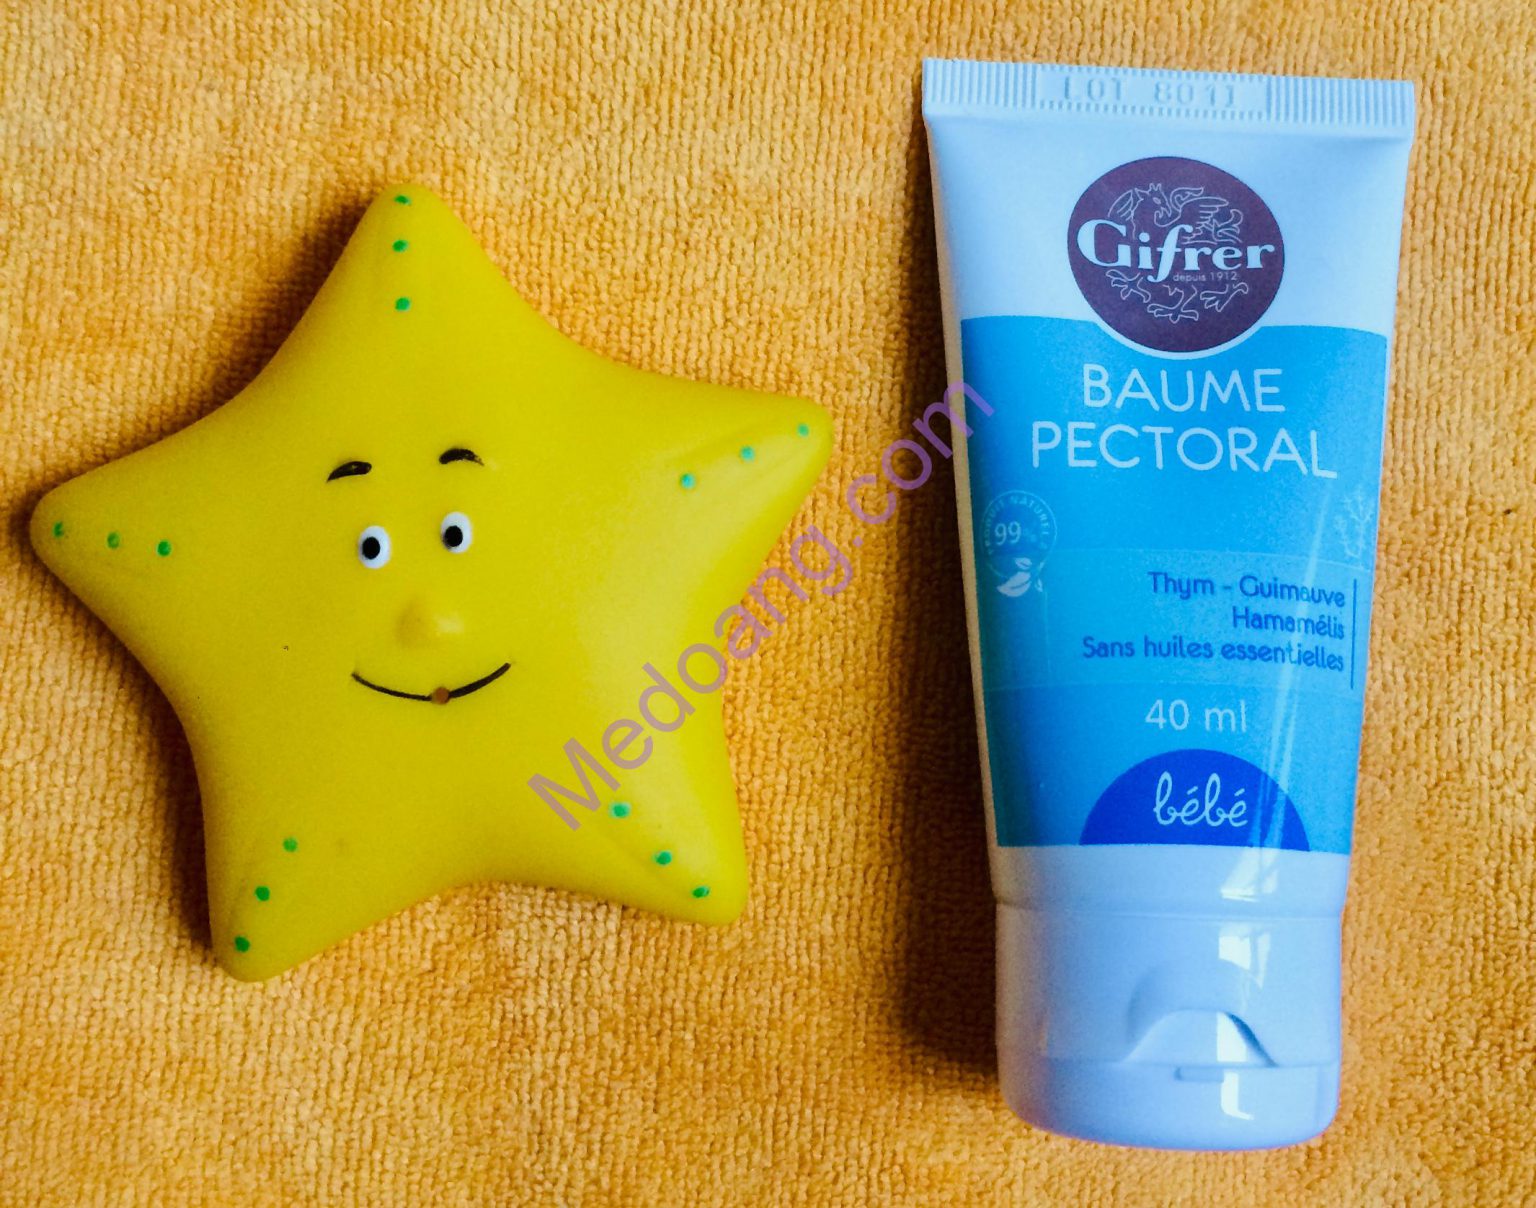 LOT 8011
Gifrer
depuis 1912
BAUME
PECTORAL
99%
Thym - Guimauve
Hamamélis
Sans huiles essentielles
40 ml
bébé
Medoang.com